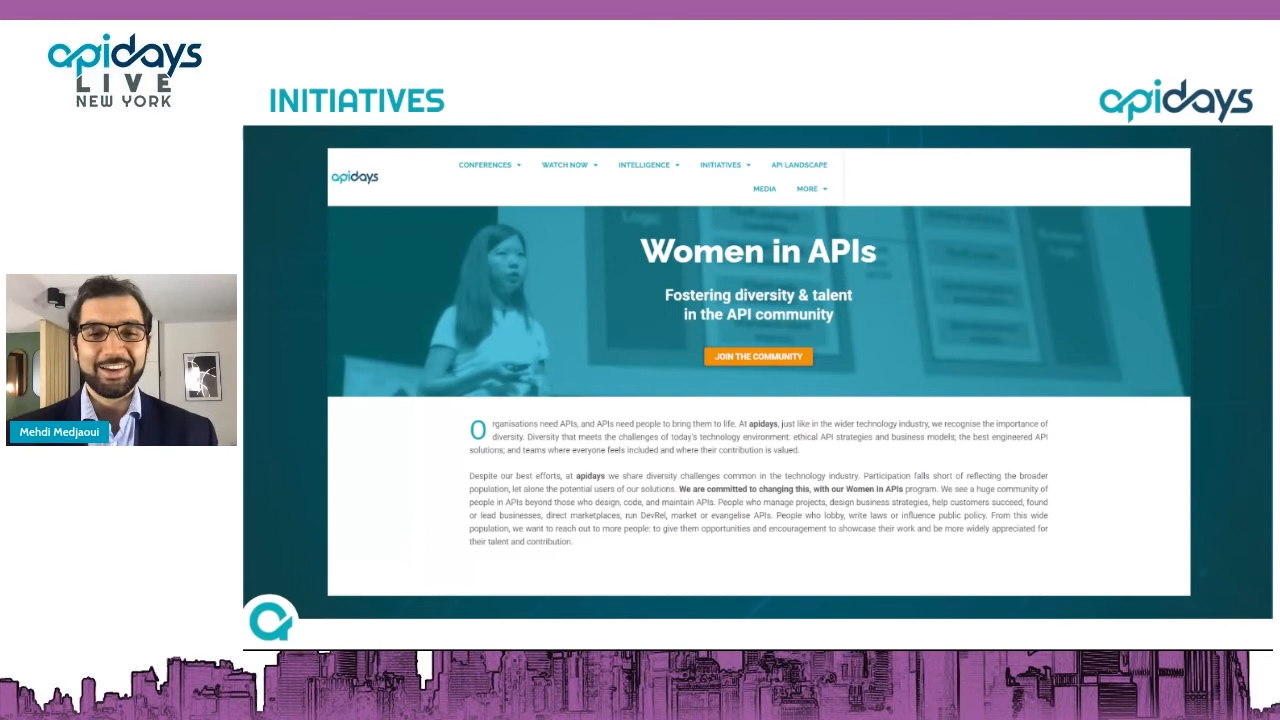 apidays
LIVE
NEW YORK
INITIATIVES
apidays
apidays
CONFERENCES
WATCH NOW
INTELLIGENCE
INITIATIVES
API LANDSCAPE
MEDIA
MORE
Women in APIs
Fostering diversity & talent
in the API community
JOIN THE COMMUNITY
Organisations need APIs, and APIs need people to bring them to life. At apidays, just like in the wider technology industry, we recognise the importance of
diversity. Diversity that meets the challenges of today's technology environment: ethical API strategies and business models; the best engineered API
solutions; and teams where everyone feels included and where their contribution is valued.
Despite our best efforts, at apidays we share diversity challenges common in the technology industry. Participation falls short of reflecting the broader
population, let alone the potential users of our solutions. We are committed to changing this, with our Women in APIs program. We see a huge community of
people in APIs beyond those who design, code, and maintain APIs. People who manage projects, design business strategies, help customers succeed, found
or lead businesses, direct marketplaces, run DevRel, market or evangelise APIs. People who lobby, write laws or influence public policy. From this wide
population, we want to reach out to more people: to give them opportunities and encouragement to showcase their work and be more widely appreciated for
their talent and contribution.
Mehdi Medjaoui